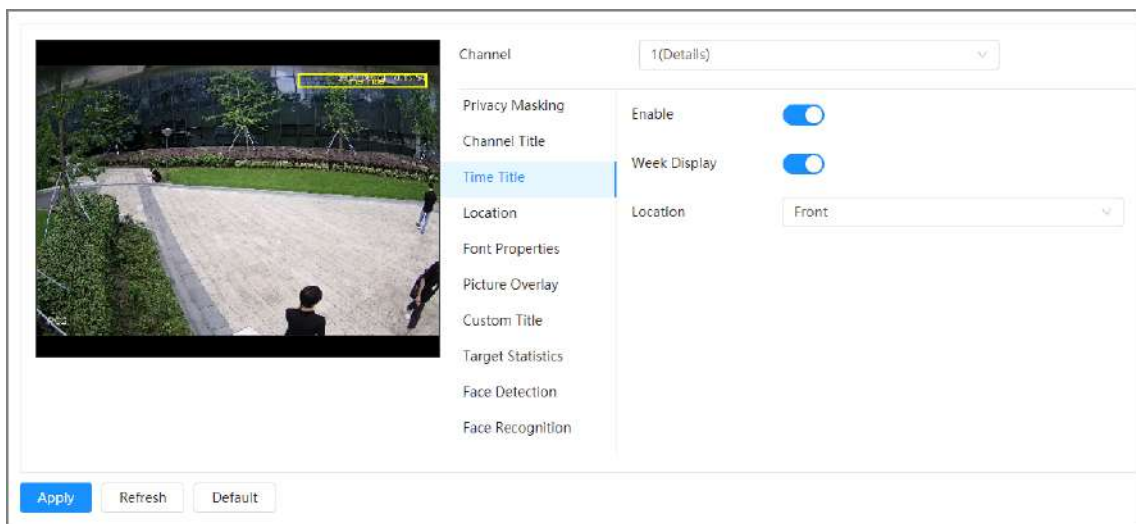 Channel
1(Details)
Privacy Masking
Channel Title
Time Title
Location
Font Properties
Picture Overlay
Custom Title
Target Statistics
Face Detection
Face Recognition
Enable
Week Display
Location
Front
Apply
Refresh
Default